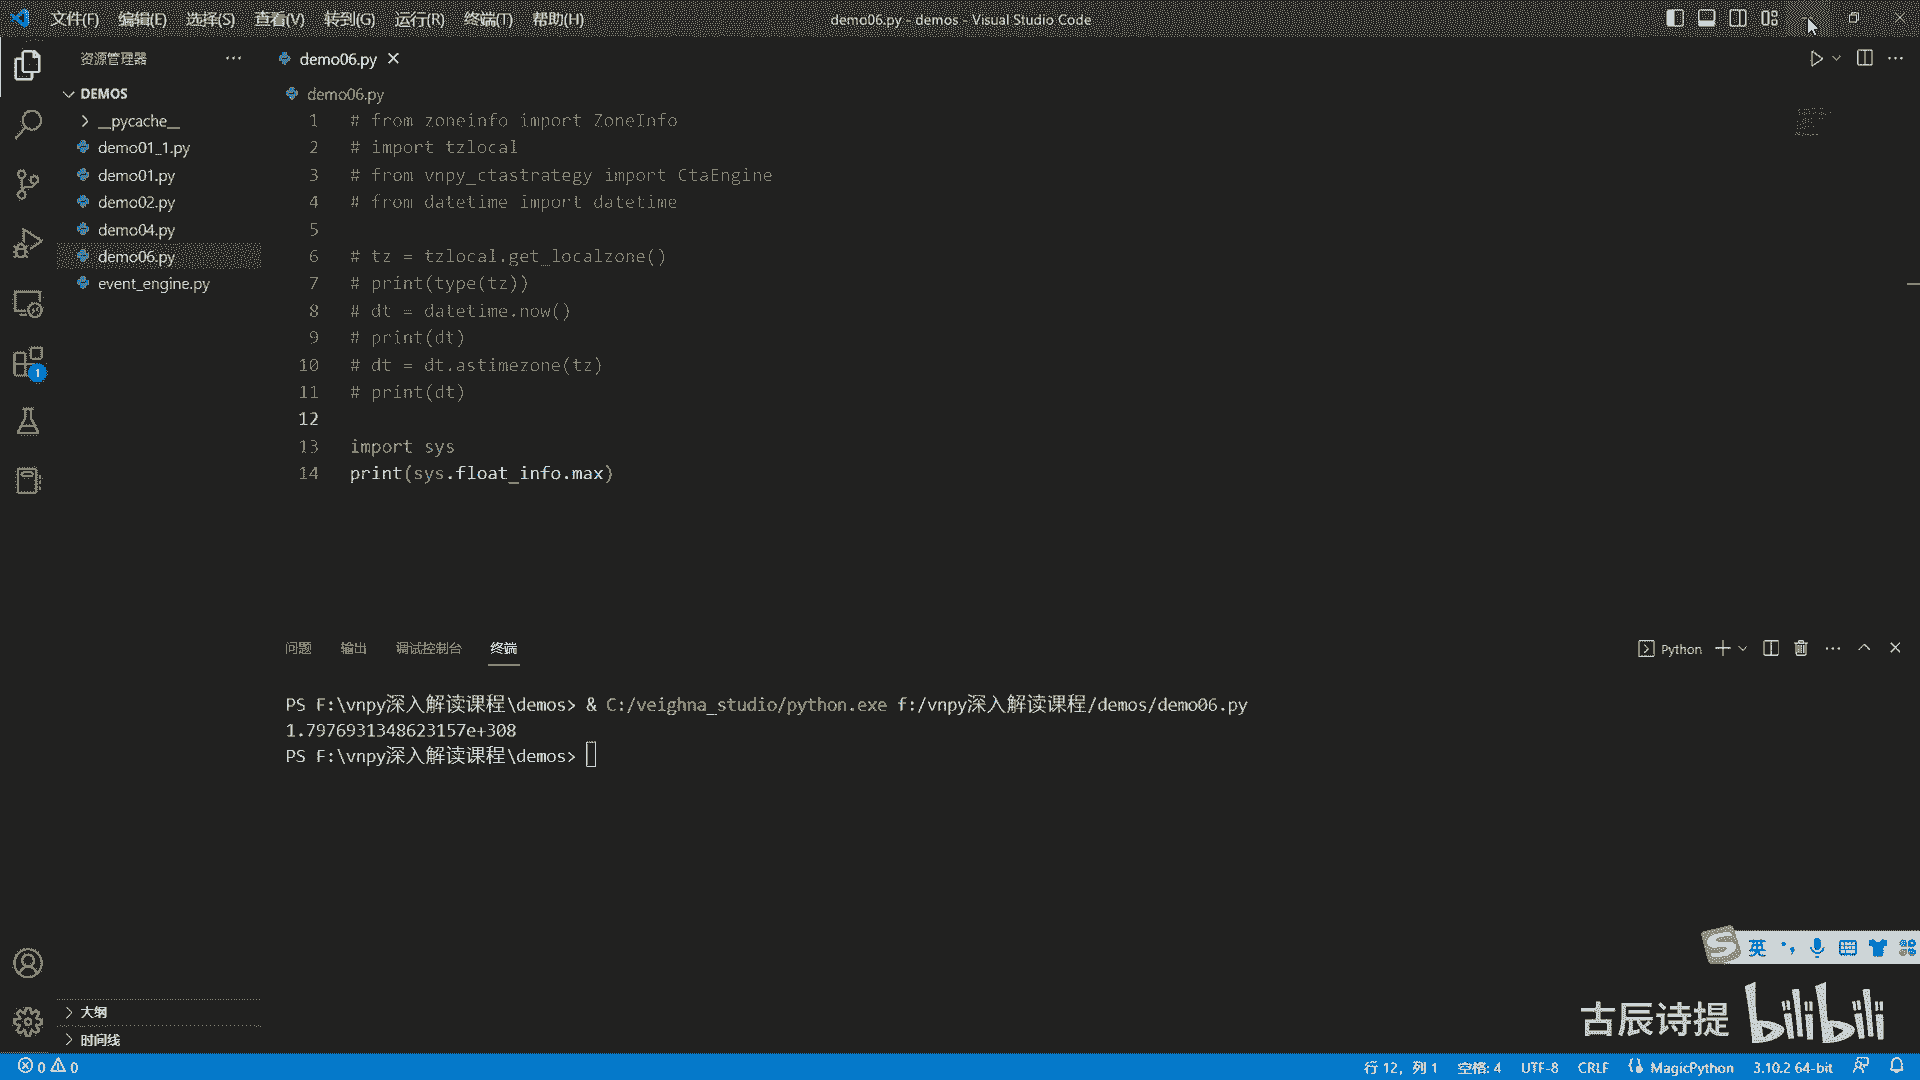 文件(F) 编辑(E) 选择(S) 查看(V) 转到(G) 运行(R) 终端(T) 帮助(H) demo06.py - demos - Visual Studio Code
资源管理器 ···
DEMOS
__pycache__
demo01_1.py
demo01.py
demo02.py
demo04.py
demo06.py
event_engine.py
demo06.py
demo06.py
1 # from zoneinfo import ZoneInfo
2 # import tzlocal
3 # from vnpy_ctastrategy import CtaEngine
4 # from datetime import datetime
5
6 # tz = tzlocal.get_localzone()
7 # print(type(tz))
8 # dt = datetime.now()
9 # print(dt)
10 # dt = dt.astimezone(tz)
11 # print(dt)
12
13 import sys
14 print(sys.float_info.max)
问题 输出 调试控制台 终端 Python
PS F:\vnpy深入解读课程\demos> & C:/veighna_studio/python.exe f:/vnpy深入解读课程/demos/demo06.py
1.7976931348623157e+308
PS F:\vnpy深入解读课程\demos>
1
大纲
时间线
S 英
古辰诗提 bilibili
0 0 行 12，列 1 空格: 4 UTF-8 CRLF MagicPython 3.10.2 64-bit